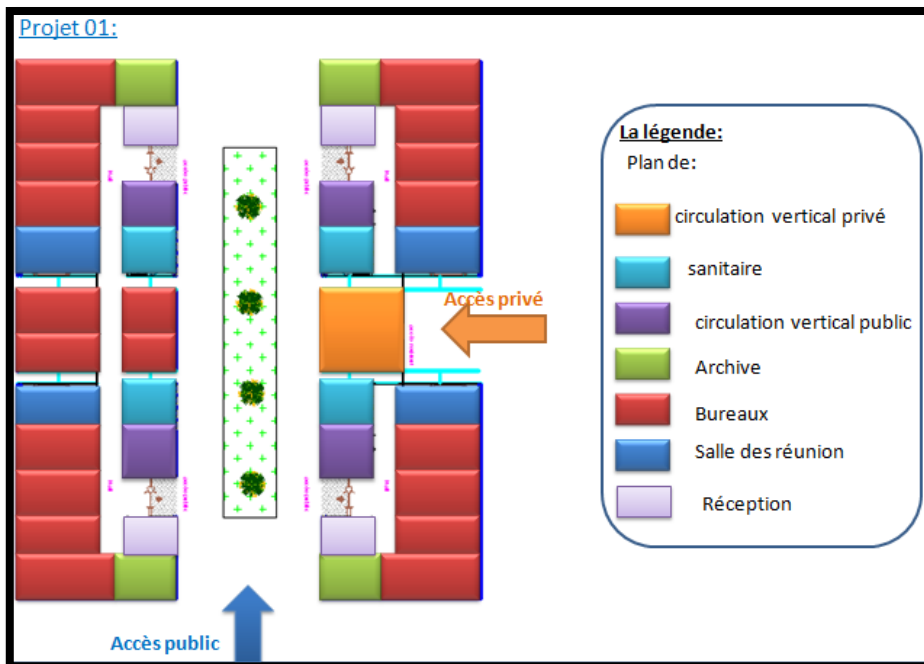 Projet 01:
La légende:
Plan de:
circulation vertical privé
sanitaire
circulation vertical public
Archive
Bureaux
Salle des réunion
Réception
Accès privé
Accès public